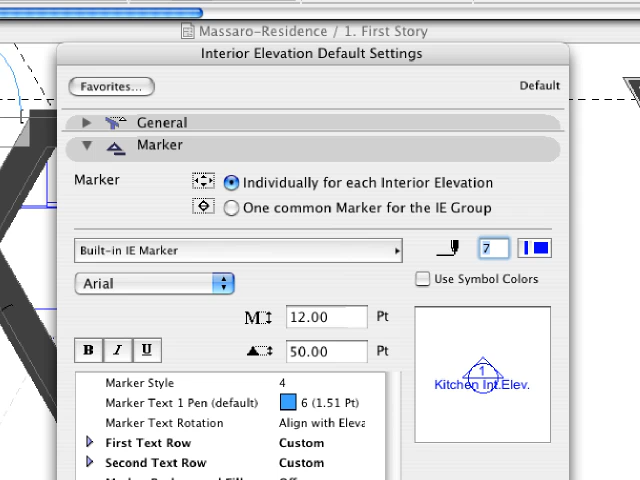 Massaro-Residence / 1. First Story
Interior Elevation Default Settings
Favorites...
Default
General
Marker
Marker
Individually for each Interior Elevation
One common Marker for the IE Group
Built-in IE Marker
7
Arial
Use Symbol Colors
M
12.00
Pt
B I U
50.00
Pt
1
Kitchen Int.Elev.
Marker Style 4
Marker Text 1 Pen (default) 6 (1.51 Pt)
Marker Text Rotation Align with Eleva
First Text Row Custom
Second Text Row Custom